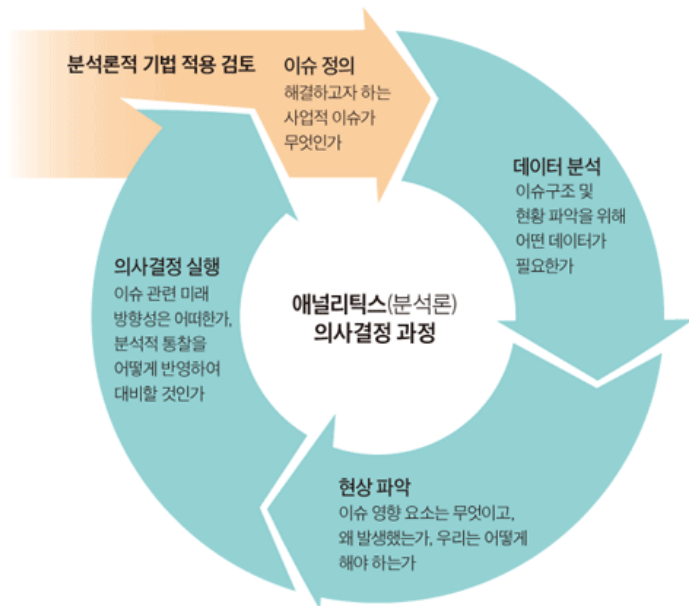 분석론적 기법 적용 검토
이슈 정의
해결하고자 하는
사업적 이슈가
무엇인가
데이터 분석
이슈구조 및
현황 파악을 위해
어떤 데이터가
필요한가
현상 파악
이슈 영향 요소는 무엇이고,
왜 발생했는가, 우리는 어떻게
해야 하는가
의사결정 실행
이슈 관련 미래
방향성은 어떠한가,
분석적 통찰을
어떻게 반영하여
대비할 것인가
애널리틱스(분석론)
의사결정 과정